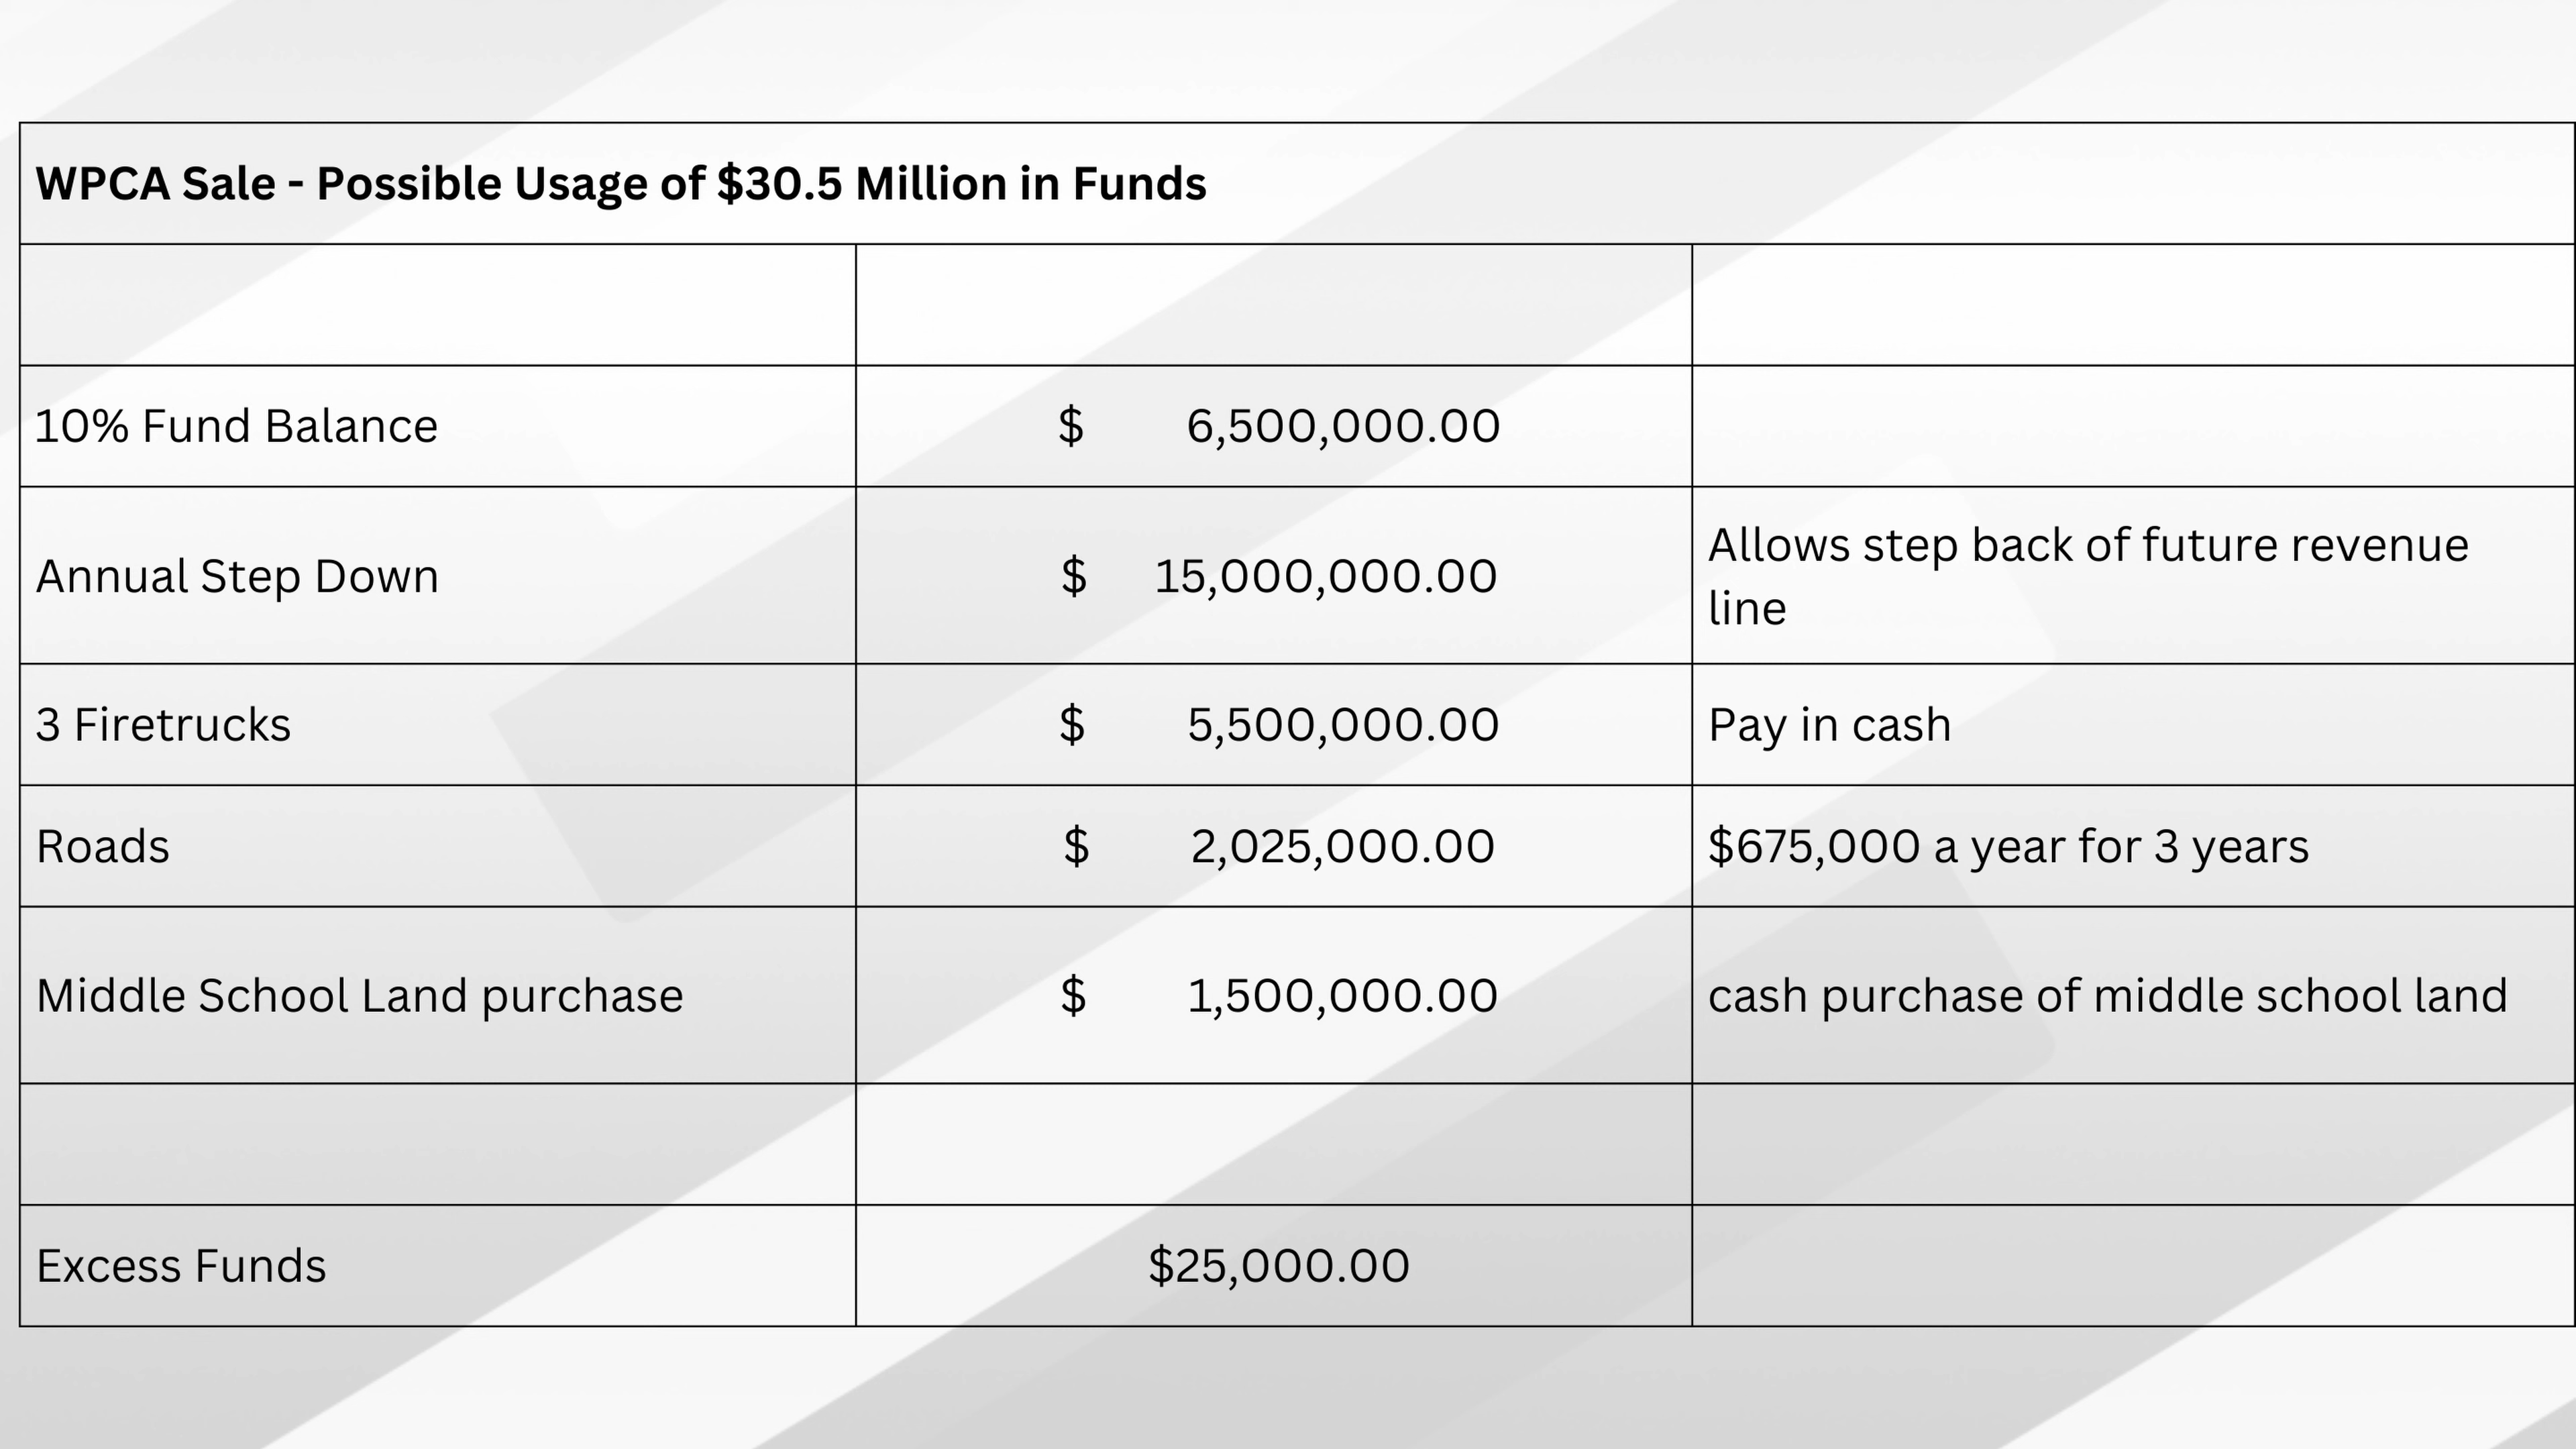 WPCA Sale - Possible Usage of $30.5 Million in Funds
10% Fund Balance $ 6,500,000.00
Annual Step Down $ 15,000,000.00 Allows step back of future revenue
line
3 Firetrucks $ 5,500,000.00 Pay in cash
Roads $ 2,025,000.00 $675,000 a year for 3 years
Middle School Land purchase $ 1,500,000.00 cash purchase of middle school land
Excess Funds $25,000.00